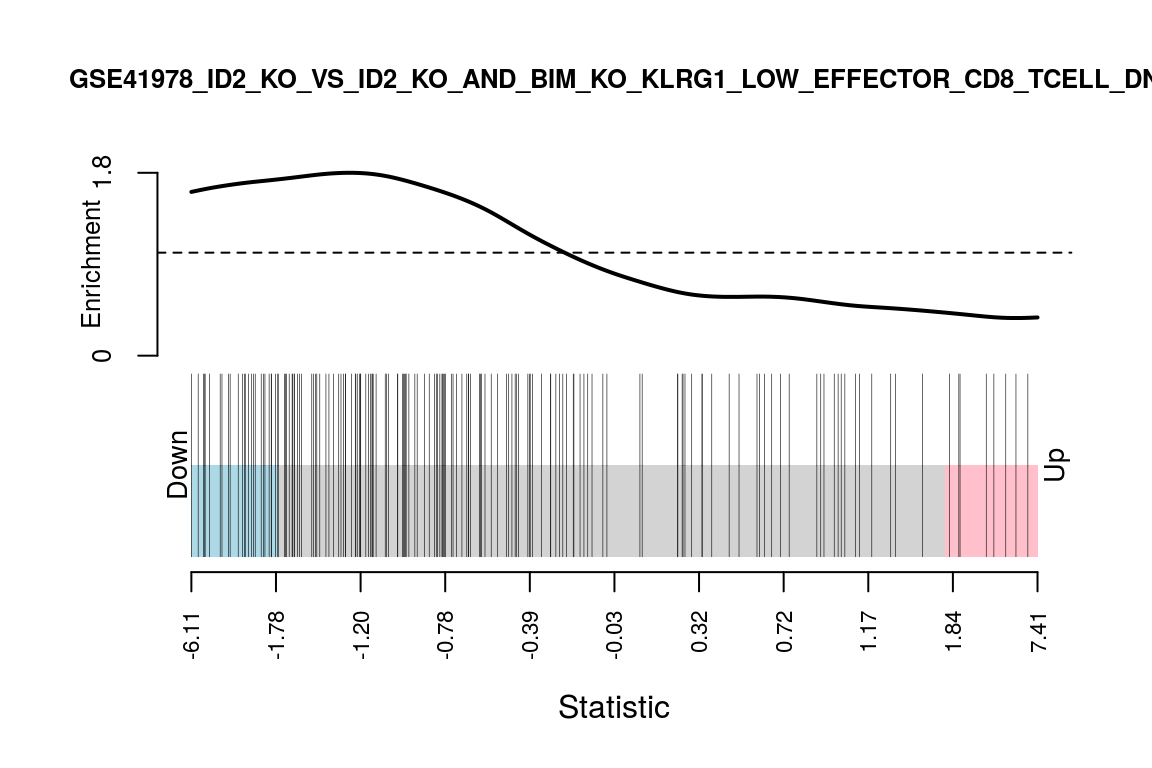 GSE41978_ID2_KO_VS_ID2_KO_AND_BIM_KO_KLRG1_LOW_EFFECTOR_CD8_TCELL_DN
1.8
Enrichment
0
Down
Up
-6.11 -1.78 -1.20 -0.78 -0.39 -0.03 0.32 0.72 1.17 1.84 7.41
Statistic